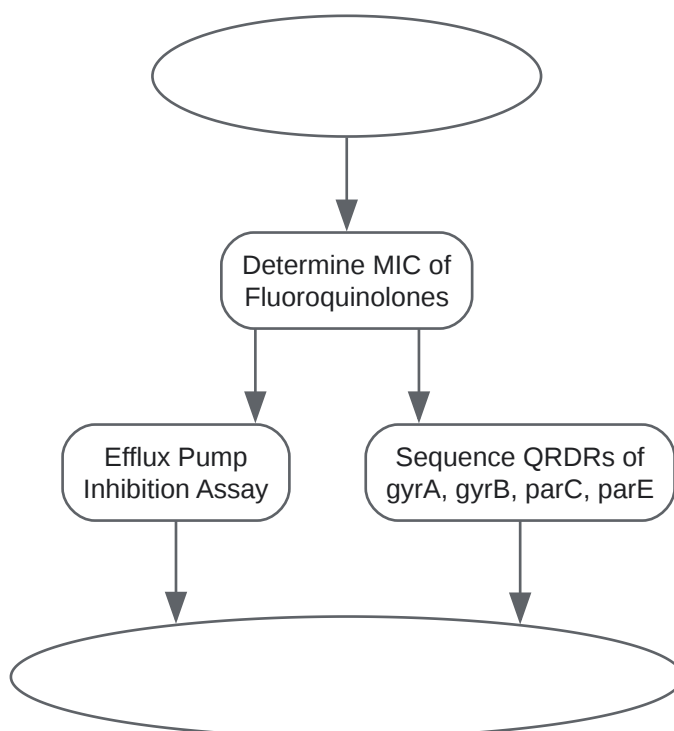 Determine MIC of
Fluoroquinolones
Efflux Pump
Inhibition Assay
Sequence QRDRs of
gyrA, gyrB, parC, parE